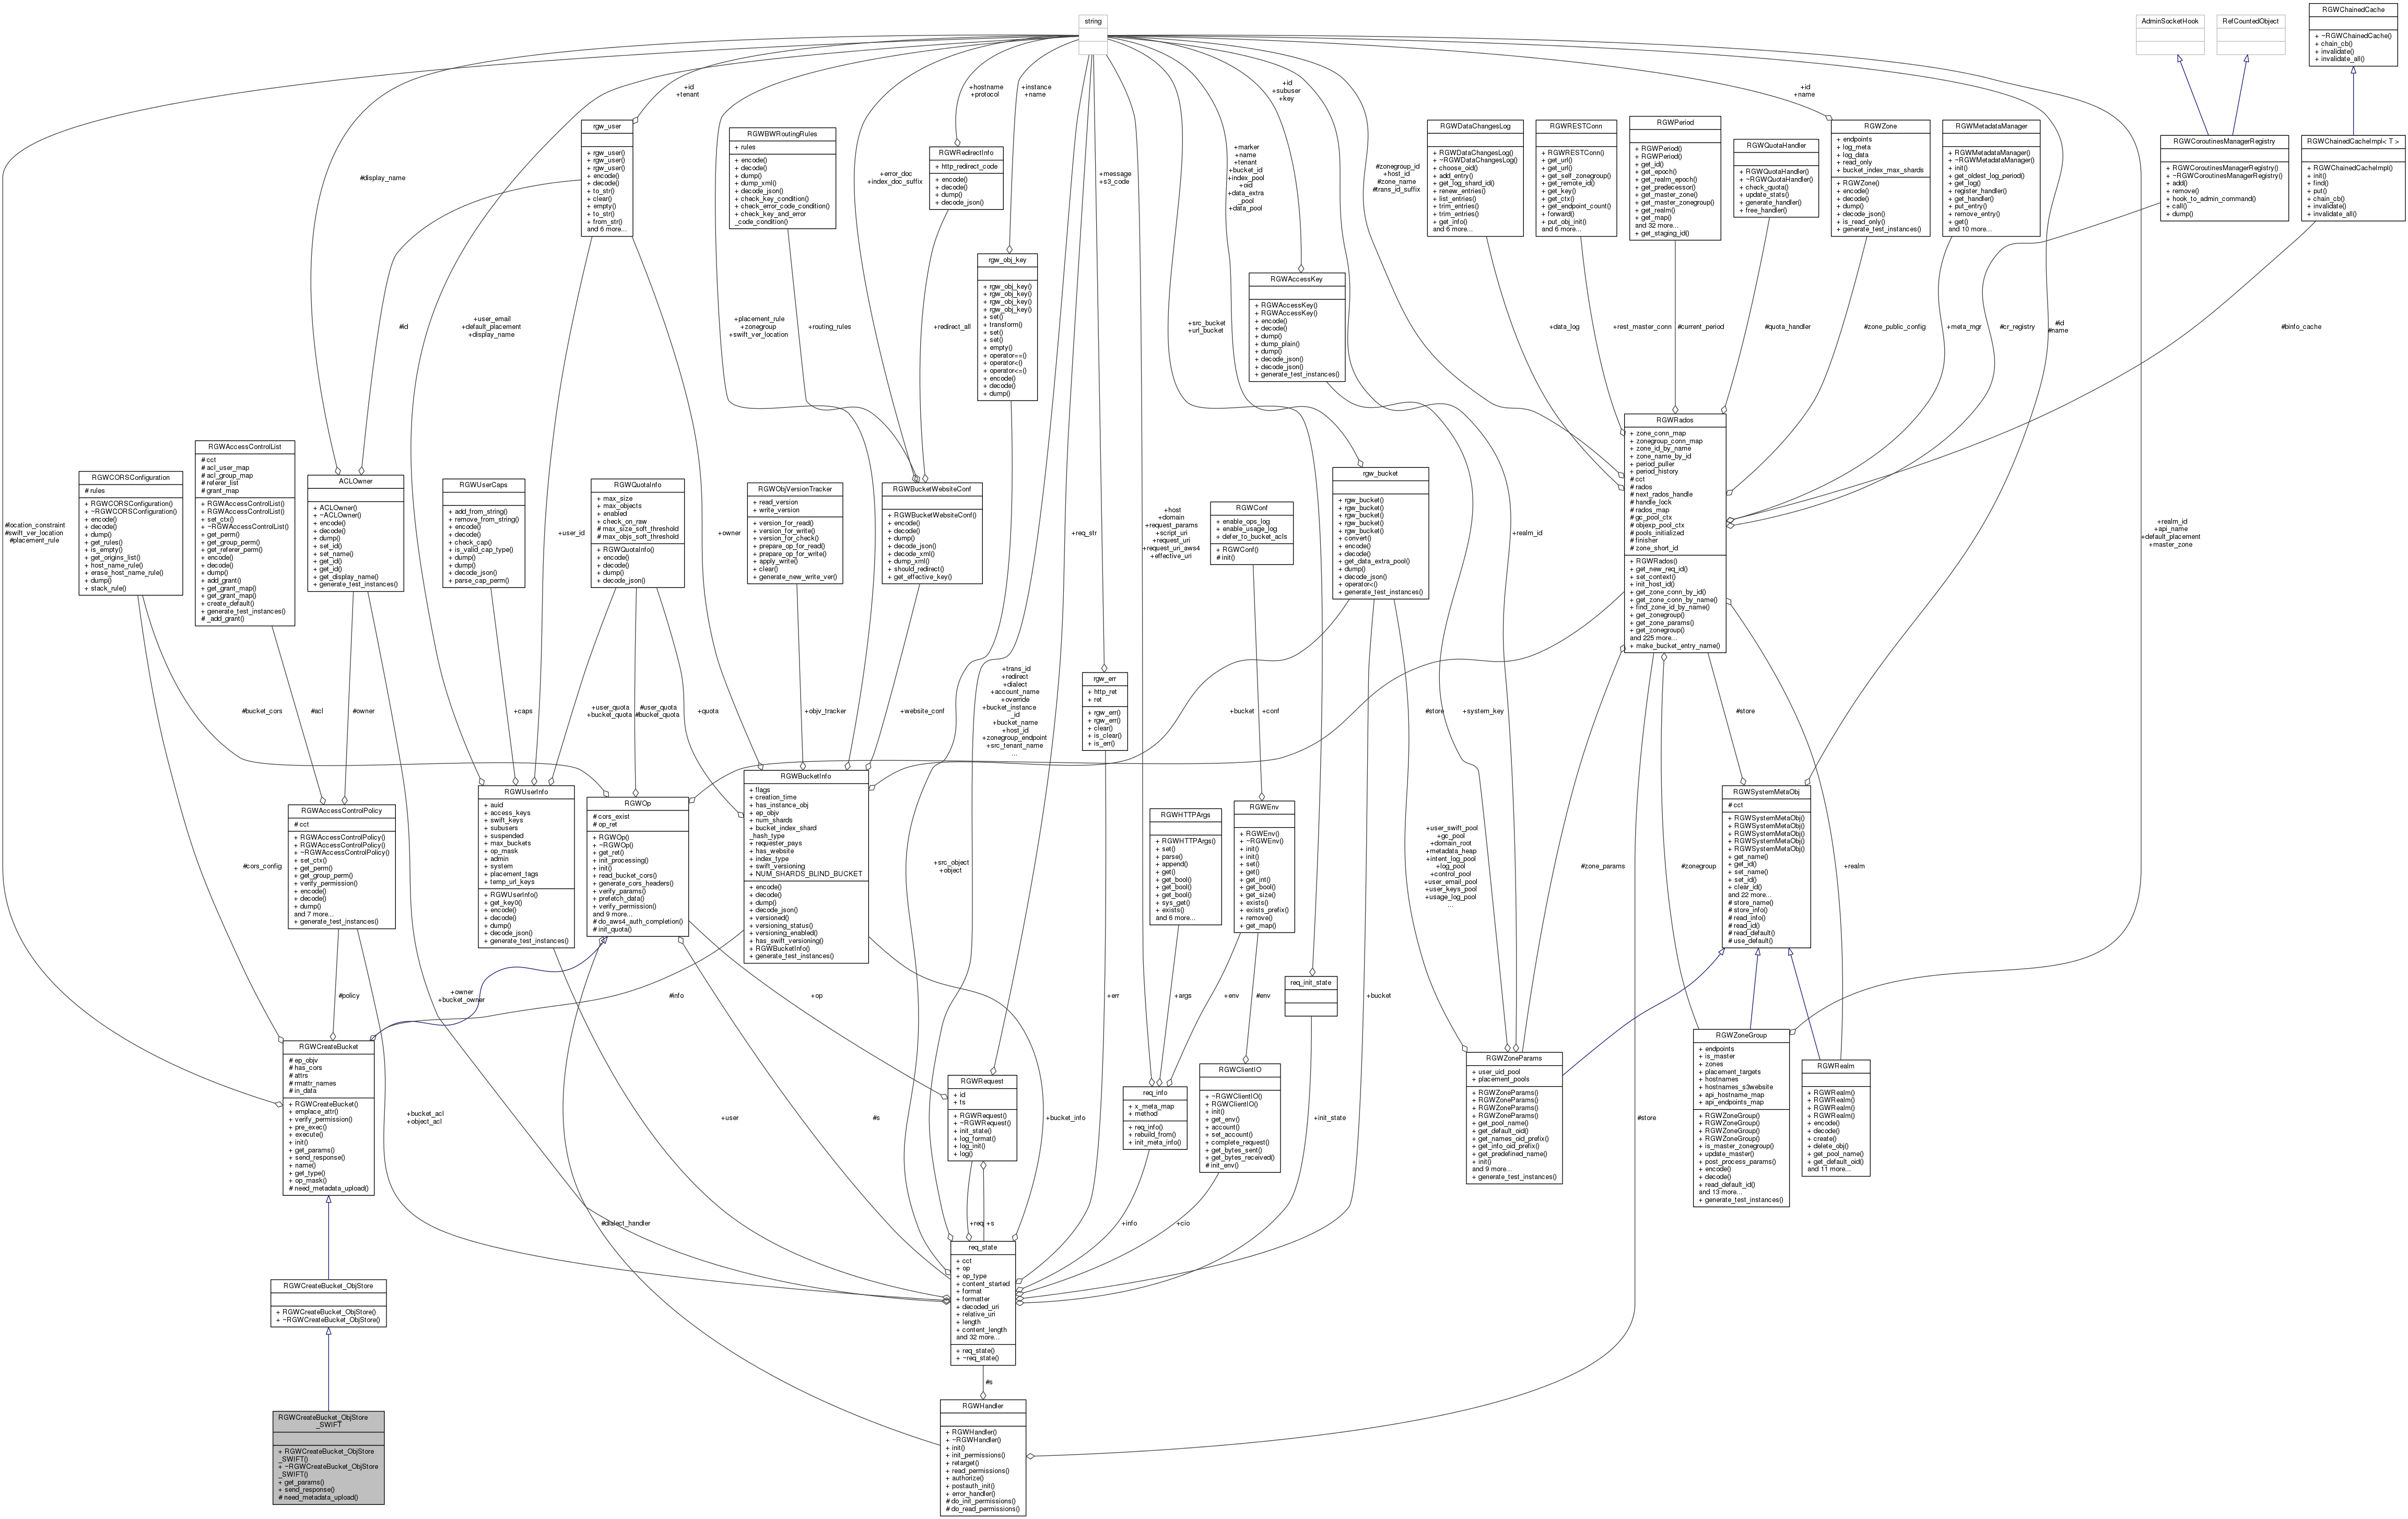 string
AdminSocketHook
RefCountedObject
RGWChainedCache
+ ~RGWChainedCache()
+ chain_cb()
+ invalidate()
+ invalidate_all()
rgw_user
+ rgw_user()
+ rgw_user()
+ rgw_user()
+ encode()
+ decode()
+ to_str()
+ clear()
+ empty()
+ to_str()
+ from_str()
and 6 more...
RGWBWRoutingRules
+ rules
+ encode()
+ decode()
+ dump()
+ dump_xml()
+ decode_json()
+ check_key_condition()
+ check_error_code_condition()
+ check_key_and_error
_code_condition()
RGWRedirectInfo
+ http_redirect_code
+ encode()
+ decode()
+ dump()
+ decode_json()
rgw_obj_key
+ rgw_obj_key()
+ rgw_obj_key()
+ rgw_obj_key()
+ rgw_obj_key()
+ set()
+ transform()
+ set()
+ set()
+ empty()
+ operator==()
+ operator<()
+ operator<=()
+ encode()
+ decode()
+ dump()
RGWAccessKey
+ RGWAccessKey()
+ RGWAccessKey()
+ encode()
+ decode()
+ dump()
+ dump_plain()
+ dump()
+ decode_json()
+ decode_json()
+ generate_test_instances()
RGWDataChangesLog
+ RGWDataChangesLog()
+ ~RGWDataChangesLog()
+ choose_oid()
+ add_entry()
+ get_log_shard_id()
+ renew_entries()
+ list_entries()
+ trim_entries()
+ trim_entries()
+ get_info()
and 6 more...
RGWRESTConn
+ RGWRESTConn()
+ get_url()
+ get_url()
+ get_self_zonegroup()
+ get_remote_id()
+ get_key()
+ get_ctx()
+ get_endpoint_count()
+ forward()
+ put_obj_init()
and 6 more...
RGWPeriod
+ RGWPeriod()
+ RGWPeriod()
+ get_id()
+ get_epoch()
+ get_realm_epoch()
+ get_predecessor()
+ get_master_zone()
+ get_master_zonegroup()
+ get_realm()
+ get_map()
and 32 more...
+ get_staging_id()
RGWQuotaHandler
+ RGWQuotaHandler()
+ ~RGWQuotaHandler()
+ check_quota()
+ update_stats()
+ generate_handler()
+ free_handler()
RGWZone
+ endpoints
+ log_meta
+ log_data
+ read_only
+ bucket_index_max_shards
+ RGWZone()
+ encode()
+ decode()
+ dump()
+ decode_json()
+ is_read_only()
+ generate_test_instances()
RGWMetadataManager
+ RGWMetadataManager()
+ ~RGWMetadataManager()
+ init()
+ get_oldest_log_period()
+ get_log()
+ register_handler()
+ get_handler()
+ put_entry()
+ remove_entry()
+ get()
and 10 more...
RGWCoroutinesManagerRegistry
+ RGWCoroutinesManagerRegistry()
+ ~RGWCoroutinesManagerRegistry()
+ add()
+ remove()
+ hook_to_admin_command()
+ call()
+ dump()
RGWChainedCacheImpl< T >
+ RGWChainedCacheImpl()
+ init()
+ find()
+ put()
+ chain_cb()
+ invalidate()
+ invalidate_all()
+id
+tenant
+hostname
+protocol
+instance
+name
+id
+subuser
+key
+id
+name
#display_name
+error_doc
+index_doc_suffix
+message
+s3_code
+marker
+name
+tenant
+bucket_id
+index_pool
+oid
+data_extra
_pool
+data_pool
#zonegroup_id
+host_id
#zone_name
#trans_id_suffix
#id
+user_email
+default_placement
+display_name
+placement_rule
+zonegroup
+swift_ver_location
+routing_rules
+redirect_all
+src_bucket
+url_bucket
+data_log
+rest_master_conn
#current_period
#quota_handler
#zone_public_config
+meta_mgr
#cr_registry
#id
#name
#binfo_cache
RGWCORSConfiguration
# rules
+ RGWCORSConfiguration()
+ ~RGWCORSConfiguration()
+ encode()
+ decode()
+ dump()
+ get_rules()
+ is_empty()
+ get_origins_list()
+ host_name_rule()
+ erase_host_name_rule()
+ dump()
+ stack_rule()
RGWAccessControlList
# cct
# acl_user_map
# acl_group_map
# referer_list
# grant_map
+ RGWAccessControlList()
+ RGWAccessControlList()
+ set_ctx()
+ ~RGWAccessControlList()
+ get_perm()
+ get_group_perm()
+ get_referer_perm()
+ encode()
+ decode()
+ dump()
+ add_grant()
+ get_grant_map()
+ get_grant_map()
+ create_default()
+ generate_test_instances()
# _add_grant()
ACLOwner
+ ACLOwner()
+ ~ACLOwner()
+ encode()
+ decode()
+ dump()
+ set_id()
+ set_name()
+ get_id()
+ get_id()
+ get_display_name()
+ generate_test_instances()
RGWUserCaps
+ add_from_string()
+ remove_from_string()
+ encode()
+ decode()
+ check_cap()
+ is_valid_cap_type()
+ dump()
+ dump()
+ decode_json()
+ parse_cap_perm()
RGWQuotaInfo
+ max_size
+ max_objects
+ enabled
+ check_on_raw
# max_size_soft_threshold
# max_objs_soft_threshold
+ RGWQuotaInfo()
+ encode()
+ decode()
+ dump()
+ decode_json()
RGWObjVersionTracker
+ read_version
+ write_version
+ version_for_read()
+ version_for_write()
+ version_for_check()
+ prepare_op_for_read()
+ prepare_op_for_write()
+ apply_write()
+ clear()
+ generate_new_write_ver()
RGWBucketWebsiteConf
+ RGWBucketWebsiteConf()
+ encode()
+ decode()
+ dump()
+ decode_json()
+ decode_xml()
+ dump_xml()
+ should_redirect()
+ get_effective_key()
RGWConf
+ enable_ops_log
+ enable_usage_log
+ defer_to_bucket_acls
+ RGWConf()
# init()
rgw_bucket
+ rgw_bucket()
+ rgw_bucket()
+ rgw_bucket()
+ rgw_bucket()
+ rgw_bucket()
+ convert()
+ encode()
+ decode()
+ get_data_extra_pool()
+ dump()
+ decode_json()
+ operator<()
+ generate_test_instances()
RGWRados
+ zone_conn_map
+ zonegroup_conn_map
+ zone_id_by_name
+ zone_name_by_id
+ period_puller
+ period_history
# cct
# rados
# next_rados_handle
# handle_lock
# rados_map
# gc_pool_ctx
# objexp_pool_ctx
# pools_initialized
# finisher
# zone_short_id
+ RGWRados()
+ get_new_req_id()
+ set_context()
+ init_host_id()
+ get_zone_conn_by_id()
+ get_zone_conn_by_name()
+ find_zone_id_by_name()
+ get_zonegroup()
+ get_zone_params()
+ get_zonegroup()
and 225 more...
+ make_bucket_entry_name()
#location_constraint
#swift_ver_location
#placement_rule
+user_id
+owner
+req_str
+host
+domain
+request_params
+script_uri
+request_uri
+request_uri_aws4
+effective_uri
+realm_id
+realm_id
+api_name
+default_placement
+master_zone
#bucket_cors
#acl
#owner
+caps
+user_quota
+bucket_quota
#user_quota
#bucket_quota
+quota
+objv_tracker
+website_conf
+trans_id
+redirect
+dialect
+account_name
+override
+bucket_instance
_id
+bucket_name
+host_id
+zonegroup_endpoint
+src_tenant_name
...
rgw_err
+ http_ret
+ ret
+ rgw_err()
+ rgw_err()
+ clear()
+ is_clear()
+ is_err()
+bucket
+conf
#store
+system_key
#store
RGWAccessControlPolicy
# cct
+ RGWAccessControlPolicy()
+ RGWAccessControlPolicy()
+ ~RGWAccessControlPolicy()
+ set_ctx()
+ get_perm()
+ get_group_perm()
+ verify_permission()
+ encode()
+ decode()
+ dump()
and 7 more...
+ generate_test_instances()
RGWUserInfo
+ auid
+ access_keys
+ swift_keys
+ subusers
+ suspended
+ max_buckets
+ op_mask
+ admin
+ system
+ placement_tags
+ temp_url_keys
+ RGWUserInfo()
+ get_key0()
+ encode()
+ decode()
+ dump()
+ decode_json()
+ generate_test_instances()
RGWOp
# cors_exist
# op_ret
+ RGWOp()
+ ~RGWOp()
+ get_ret()
+ init_processing()
+ init()
+ read_bucket_cors()
+ generate_cors_headers()
+ verify_params()
+ prefetch_data()
+ verify_permission()
and 9 more...
# do_aws4_auth_completion()
# init_quota()
RGWBucketInfo
+ flags
+ creation_time
+ has_instance_obj
+ ep_objv
+ num_shards
+ bucket_index_shard
_hash_type
+ requester_pays
+ has_website
+ index_type
+ swift_versioning
+ NUM_SHARDS_BLIND_BUCKET
+ encode()
+ decode()
+ dump()
+ decode_json()
+ versioned()
+ versioning_status()
+ versioning_enabled()
+ has_swift_versioning()
+ RGWBucketInfo()
+ generate_test_instances()
RGWHTTPArgs
+ RGWHTTPArgs()
+ set()
+ parse()
+ append()
+ get()
+ get_bool()
+ get_bool()
+ get_bool()
+ sys_get()
+ exists()
and 6 more...
RGWEnv
+ RGWEnv()
+ ~RGWEnv()
+ init()
+ init()
+ set()
+ get()
+ get_int()
+ get_bool()
+ get_size()
+ exists()
+ exists_prefix()
+ remove()
+ get_map()
+user_swift_pool
+gc_pool
+domain_root
+metadata_heap
+intent_log_pool
+log_pool
+control_pool
+user_email_pool
+user_keys_pool
+usage_log_pool
...
RGWSystemMetaObj
# cct
+ RGWSystemMetaObj()
+ RGWSystemMetaObj()
+ RGWSystemMetaObj()
+ RGWSystemMetaObj()
+ RGWSystemMetaObj()
+ get_name()
+ get_id()
+ set_name()
+ set_id()
+ clear_id()
and 22 more...
# store_name()
# store_info()
# read_info()
# read_id()
# read_default()
# use_default()
#cors_config
+src_object
+object
#zone_params
#zonegroup
+realm
#policy
+owner
+bucket_owner
#info
+op
+err
+args
+env
#env
req_init_state
+bucket
RGWCreateBucket
# ep_objv
# has_cors
# attrs
# rmattr_names
# in_data
+ RGWCreateBucket()
+ emplace_attr()
+ verify_permission()
+ pre_exec()
+ execute()
+ init()
+ get_params()
+ send_response()
+ name()
+ get_type()
+ op_mask()
# need_metadata_upload()
+bucket_acl
+object_acl
+user
#s
RGWRequest
+ id
+ ts
+ RGWRequest()
+ ~RGWRequest()
+ init_state()
+ log_format()
+ log_init()
+ log()
+bucket_info
req_info
+ x_meta_map
+ method
+ req_info()
+ rebuild_from()
+ init_meta_info()
RGWClientIO
+ ~RGWClientIO()
+ RGWClientIO()
+ init()
+ get_env()
+ account()
+ set_account()
+ complete_request()
+ get_bytes_sent()
+ get_bytes_received()
# init_env()
+init_state
RGWZoneParams
+ user_uid_pool
+ placement_pools
+ RGWZoneParams()
+ RGWZoneParams()
+ RGWZoneParams()
+ RGWZoneParams()
+ get_pool_name()
+ get_default_oid()
+ get_names_oid_prefix()
+ get_info_oid_prefix()
+ get_predefined_name()
+ init()
and 9 more...
+ generate_test_instances()
#store
RGWZoneGroup
+ endpoints
+ is_master
+ zones
+ placement_targets
+ hostnames
+ hostnames_s3website
+ api_hostname_map
+ api_endpoints_map
+ RGWZoneGroup()
+ RGWZoneGroup()
+ RGWZoneGroup()
+ RGWZoneGroup()
+ is_master_zonegroup()
+ update_master()
+ post_process_params()
+ encode()
+ decode()
+ read_default_id()
and 13 more...
+ generate_test_instances()
RGWRealm
+ RGWRealm()
+ RGWRealm()
+ RGWRealm()
+ RGWRealm()
+ encode()
+ decode()
+ create()
+ delete_obj()
+ get_pool_name()
+ get_default_oid()
and 11 more...
#dialect_handler
+req
+s
+info
+cio
RGWCreateBucket_ObjStore
+ RGWCreateBucket_ObjStore()
+ ~RGWCreateBucket_ObjStore()
req_state
+ cct
+ op
+ op_type
+ content_started
+ format
+ formatter
+ decoded_uri
+ relative_uri
+ length
+ content_length
and 32 more...
+ req_state()
+ ~req_state()
#s
RGWCreateBucket_ObjStore
_SWIFT
+ RGWCreateBucket_ObjStore
_SWIFT()
+ ~RGWCreateBucket_ObjStore
_SWIFT()
+ get_params()
+ send_response()
# need_metadata_upload()
RGWHandler
+ RGWHandler()
+ ~RGWHandler()
+ init()
+ init_permissions()
+ retarget()
+ read_permissions()
+ authorize()
+ postauth_init()
+ error_handler()
# do_init_permissions()
# do_read_permissions()